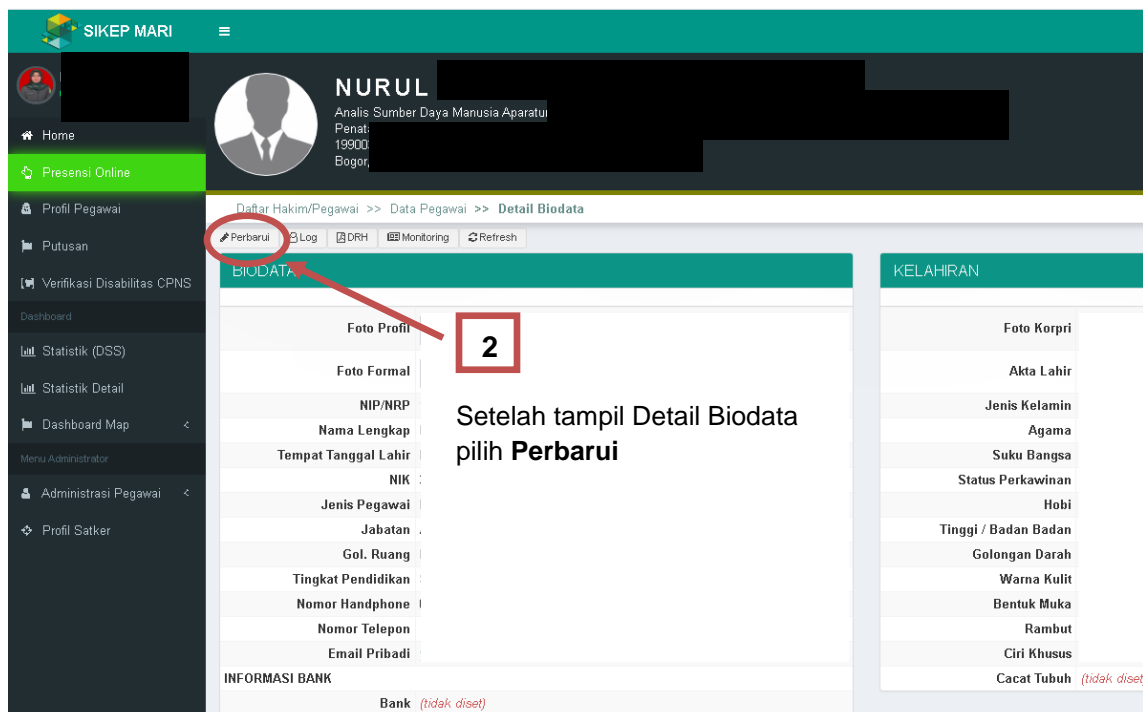 SIKEP MARI
NURUL
Analis Sumber Daya Manusia Aparatur
19900
Bogor,
Home
Presensi Online
Profil Pegawai
Putusan
Verifikasi Disabilitas CPNS
Dashboard
Statistik (DSS)
Statistik Detail
Dashboard Map
Menu Administrator
Administrasi Pegawai
Profil Satker
Daftar Hakim/Pegawai >> Data Pegawai >> Detail Biodata
Perbarui Log DRH Monitoring Refresh
BIODATA
Foto Profil
Foto Formal
NIP/NRP
Nama Lengkap
Tempat Tanggal Lahir
NIK
Jenis Pegawai
Jabatan
Gol. Ruang
Tingkat Pendidikan
Nomor Handphone
Nomor Telepon
Email Pribadi
INFORMASI BANK
Bank (tidak diset)
2
Setelah tampil Detail Biodata
pilih Perbarui
KELAHIRAN
Foto Korpri
Akta Lahir
Jenis Kelamin
Agama
Suku Bangsa
Status Perkawinan
Hobi
Tinggi / Badan Badan
Golongan Darah
Warna Kulit
Bentuk Muka
Rambut
Ciri Khusus
Cacat Tubuh (tidak diset